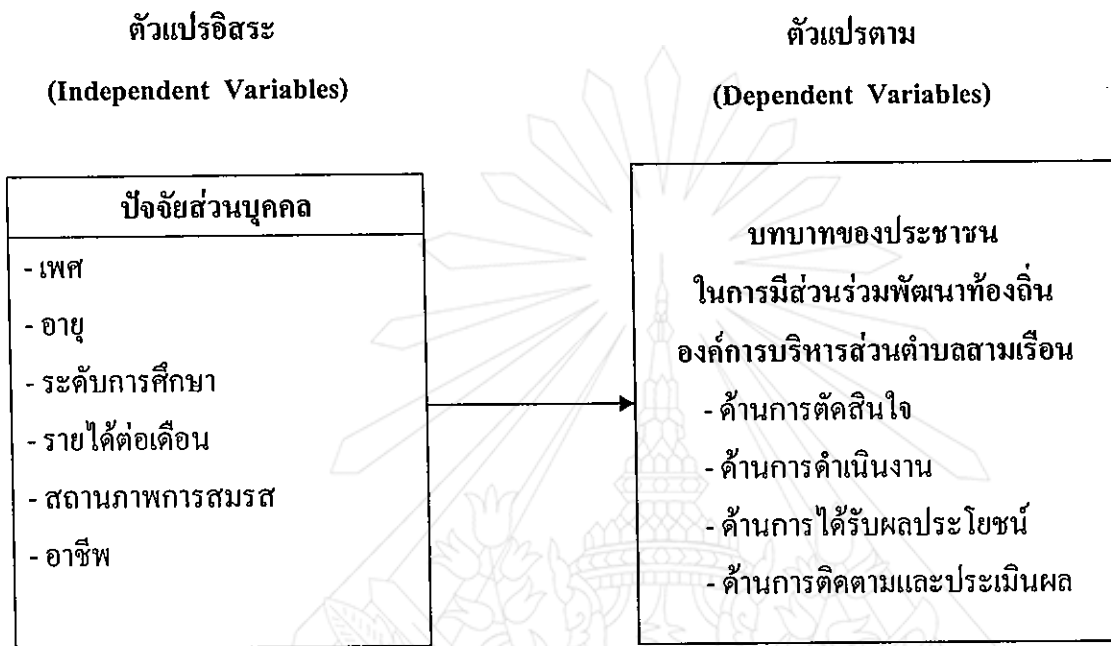 ตัวแปรอิสระ
(Independent Variables)
ปัจจัยส่วนบุคคล
- เพศ
- อายุ
- ระดับการศึกษา
- รายได้ต่อเดือน
- สถานภาพการสมรส
- อาชีพ
ตัวแปรตาม
(Dependent Variables)
บทบาทของประชาชน
ในการมีส่วนร่วมพัฒนาท้องถิ่น
องค์การบริหารส่วนตำบลสามเรือน
- ด้านการตัดสินใจ
- ด้านการดำเนินงาน
- ด้านการได้รับผลประโยชน์
- ด้านการติดตามและประเมินผล